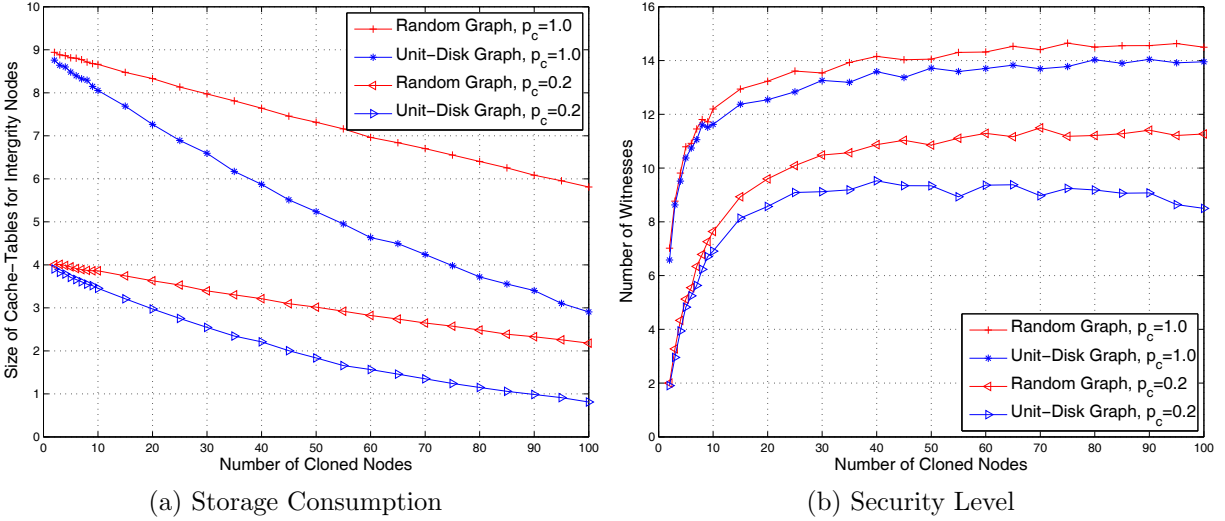 10
9
8
7
6
5
4
3
2
1
0
Size of Cache-Tables for Intergrity Nodes
Random Graph, p_c=1.0
Unit-Disk Graph, p_c=1.0
Random Graph, p_c=0.2
Unit-Disk Graph, p_c=0.2
0 10 20 30 40 50 60 70 80 90 100
Number of Cloned Nodes
(a) Storage Consumption
16
14
12
10
8
6
4
2
0
Number of Witnesses
Random Graph, p_c=1.0
Unit-Disk Graph, p_c=1.0
Random Graph, p_c=0.2
Unit-Disk Graph, p_c=0.2
0 10 20 30 40 50 60 70 80 90 100
Number of Cloned Nodes
(b) Security Level